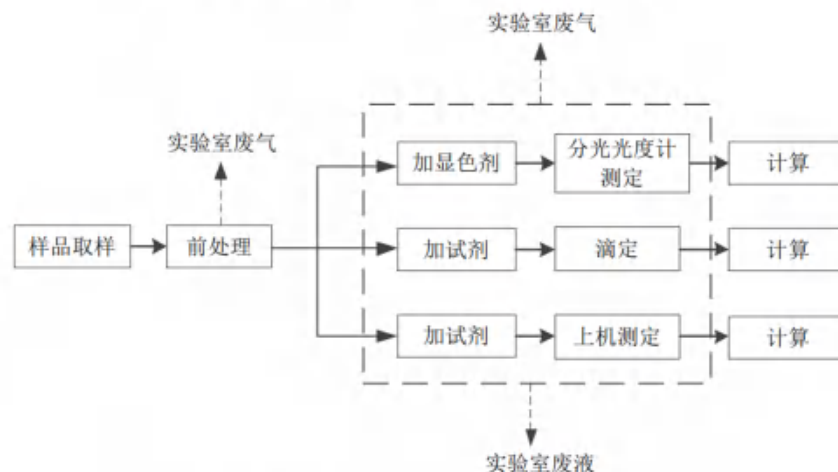 实验室废气
实验室废气
加显色剂
分光光度计
测定
计算
样品取样
前处理
加试剂
滴定
计算
加试剂
上机测定
计算
实验室废液